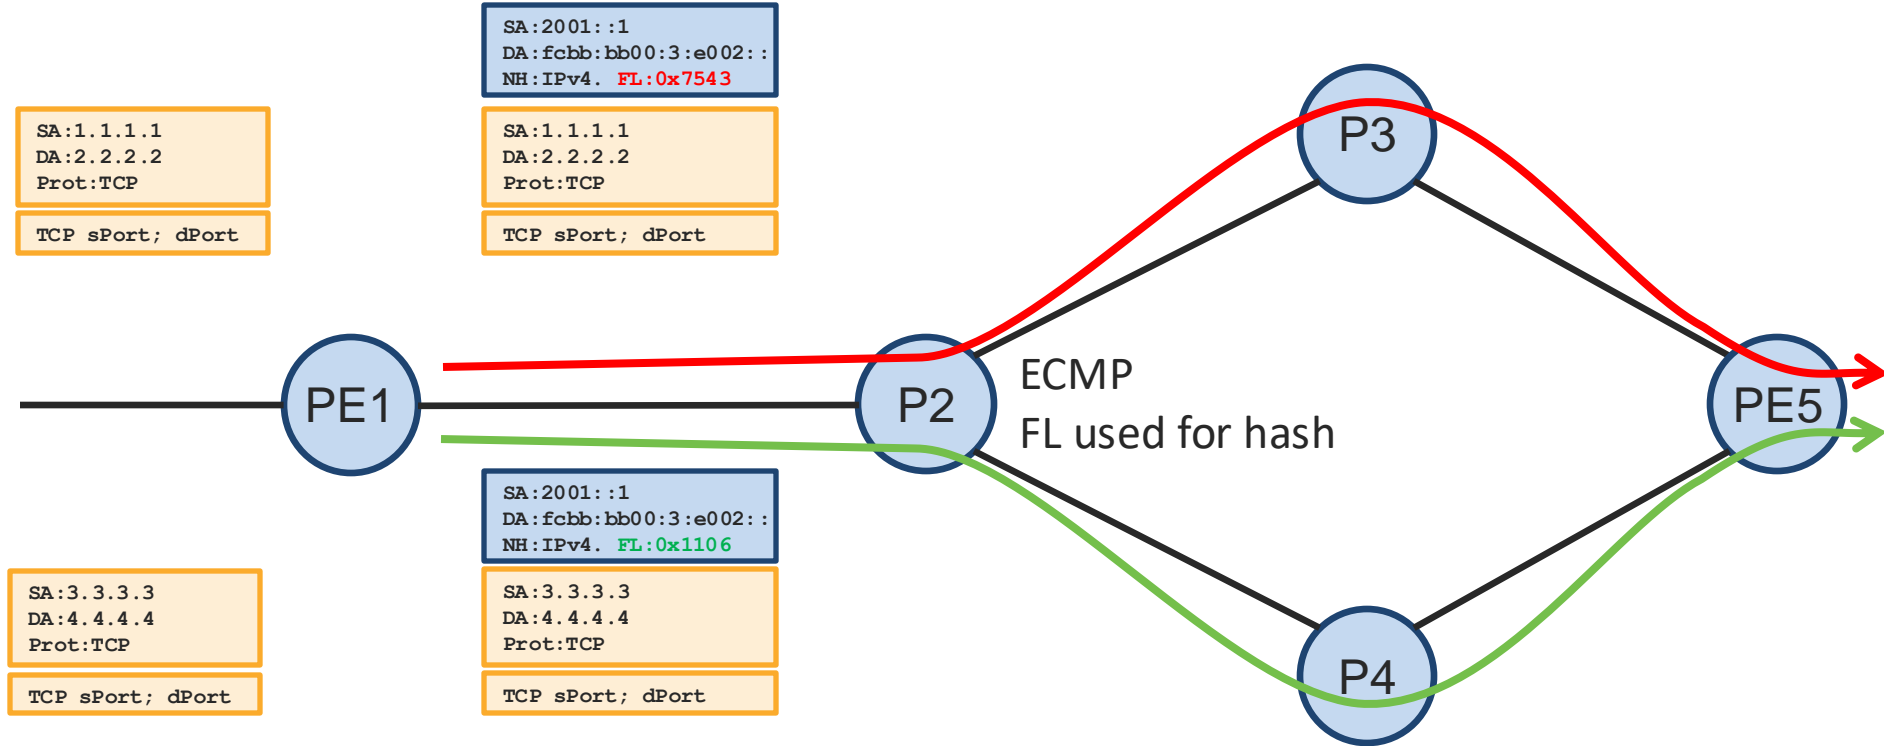 SA:2001::1
DA:fcbb:bb00:3:e002::
NH:IPv4. FL:0x7543
SA:1.1.1.1
DA:2.2.2.2
Prot:TCP
TCP sPort; dPort
SA:1.1.1.1
DA:2.2.2.2
Prot:TCP
TCP sPort; dPort
P3
PE1
P2
ECMP
FL used for hash
PE5
SA:2001::1
DA:fcbb:bb00:3:e002::
NH:IPv4. FL:0x1106
SA:3.3.3.3
DA:4.4.4.4
Prot:TCP
TCP sPort; dPort
SA:3.3.3.3
DA:4.4.4.4
Prot:TCP
TCP sPort; dPort
P4